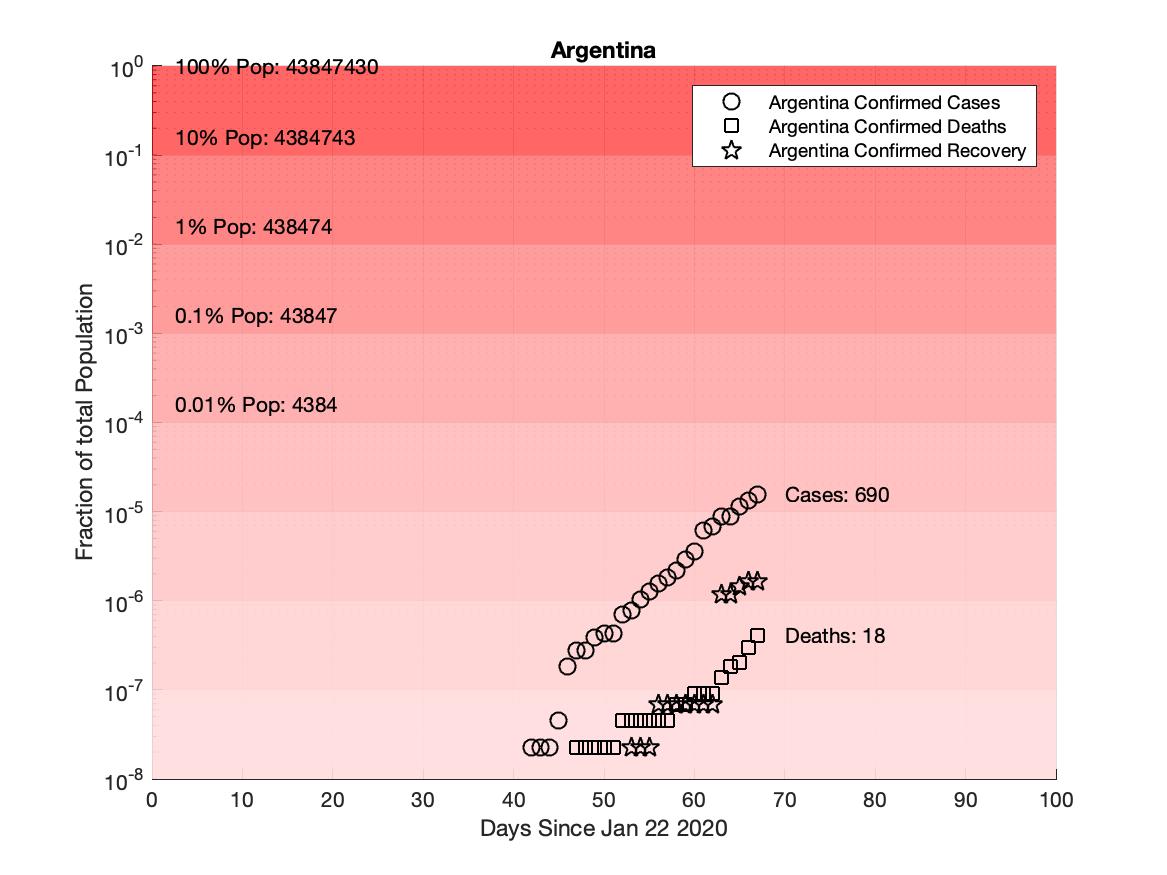 Argentina
10^0
100% Pop: 43847430
Argentina Confirmed Cases
Argentina Confirmed Deaths
Argentina Confirmed Recovery
10% Pop: 4384743
10^-1
1% Pop: 438474
10^-2
0.1% Pop: 43847
10^-3
0.01% Pop: 4384
10^-4
Cases: 690
10^-5
10^-6
Deaths: 18
10^-7
10^-8
Fraction of total Population
0 10 20 30 40 50 60 70 80 90 100
Days Since Jan 22 2020